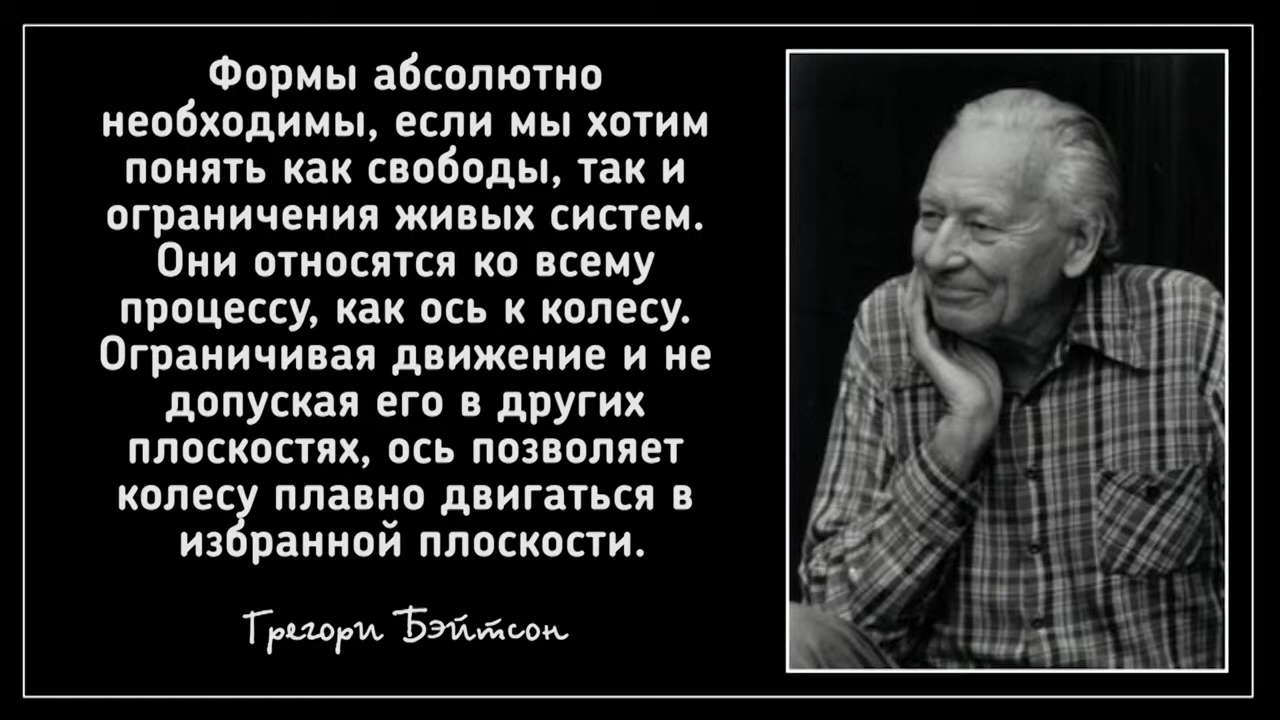 Формы абсолютно
необходимы, если мы хотим
понять как свободы, так и
ограничения живых систем.
Они относятся ко всему
процессу, как ось к колесу.
Ограничивая движение и не
допуская его в других
плоскостях, ось позволяет
колесу плавно двигаться в
избранной плоскости.
Грегори Бэйтсон